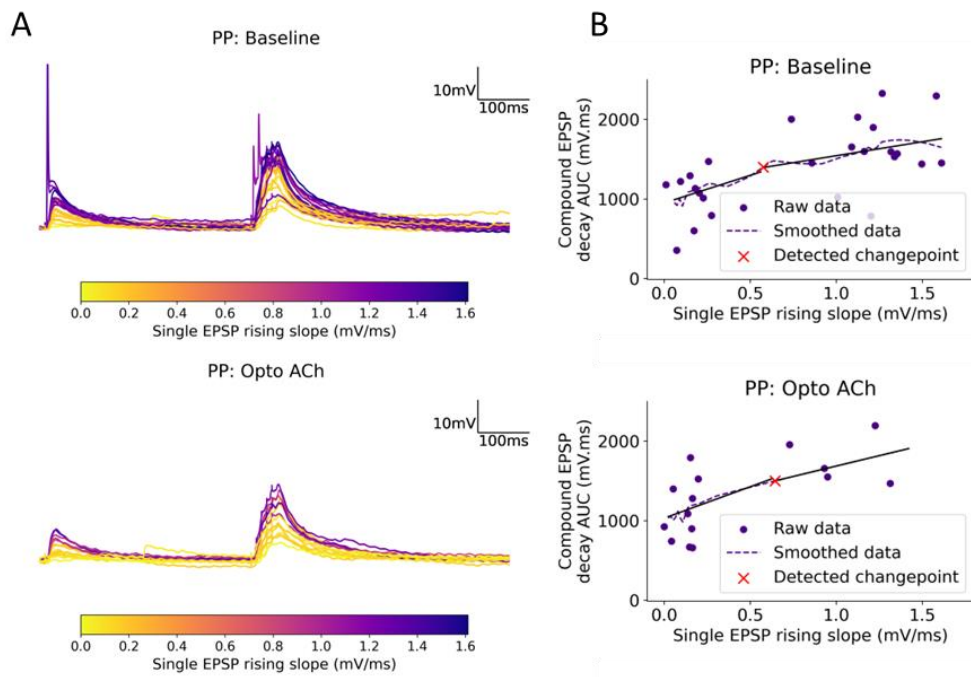 A
PP: Baseline
10mV
100ms
0.0 0.2 0.4 0.6 0.8 1.0 1.2 1.4 1.6
Single EPSP rising slope (mV/ms)
PP: Opto ACh
10mV
100ms
0.0 0.2 0.4 0.6 0.8 1.0 1.2 1.4 1.6
Single EPSP rising slope (mV/ms)
B
PP: Baseline
Compound EPSP
decay AUC (mV.ms)
2000
1000
0
Raw data
Smoothed data
Detected changepoint
0.0 0.5 1.0 1.5
Single EPSP rising slope (mV/ms)
PP: Opto ACh
Compound EPSP
decay AUC (mV.ms)
2000
1000
0
Raw data
Smoothed data
Detected changepoint
0.0 0.5 1.0 1.5
Single EPSP rising slope (mV/ms)